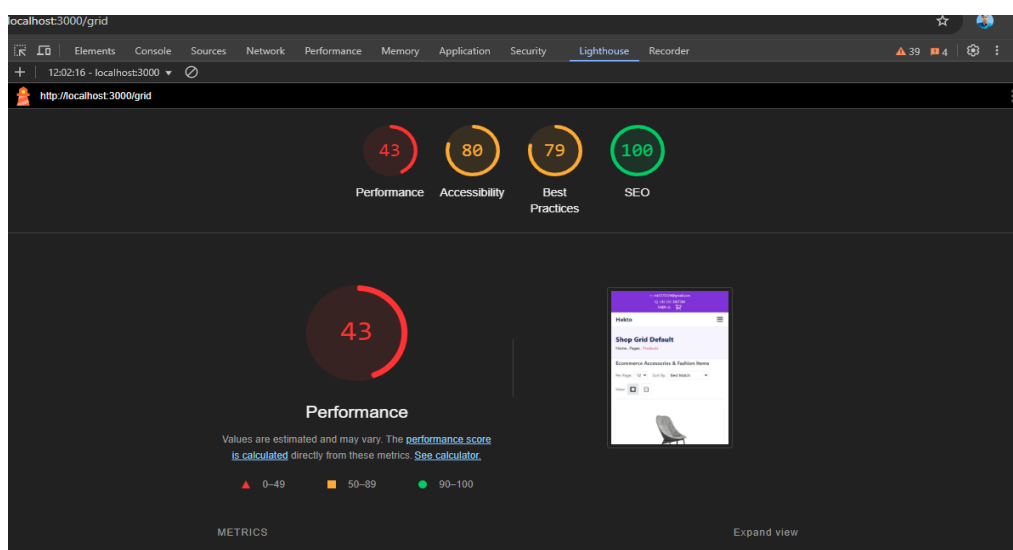 localhost:3000/grid
Elements Console Sources Network Performance Memory Application Security Lighthouse Recorder 39 4
12:02:16 - localhost:3000
http://localhost:3000/grid
43 80 79 100
Performance Accessibility Best Practices SEO
43
Performance
Values are estimated and may vary. The performance score
is calculated directly from these metrics. See calculator.
0–49 50–89 90–100
Hekto
Shop Grid Default
Home . Pages . Products
Ecommerce Accessories & Fashion Items
Per Page: 12 Sort By: Best Match
View:
METRICS Expand view